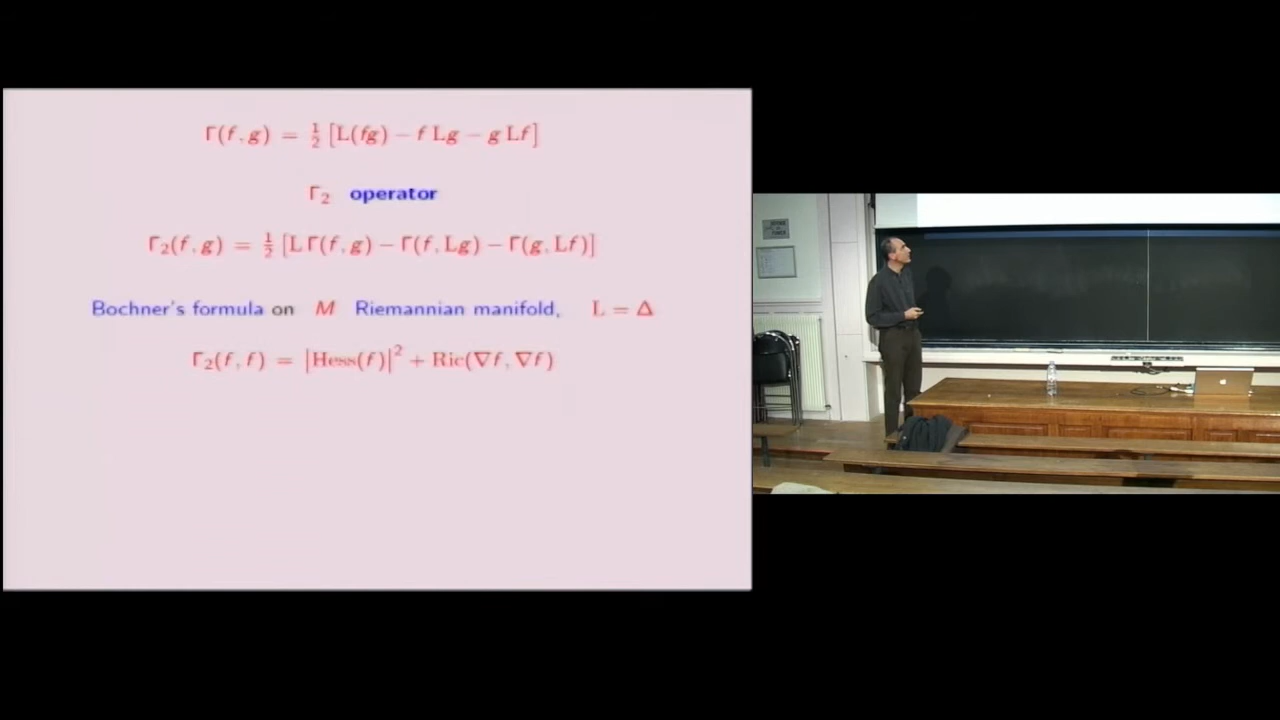 Γ(f, g) = ½ [L(fg) − f Lg − g Lf]
Γ₂ operator
Γ₂(f, g) = ½ [L Γ(f, g) − Γ(f, Lg) − Γ(g, Lf)]
Bochner's formula on M Riemannian manifold, L = Δ
Γ₂(f, f) = |Hess(f)|² + Ric(∇f, ∇f)